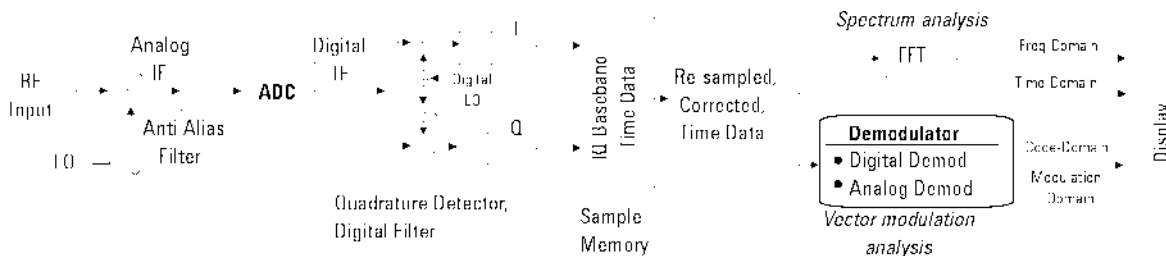 RF
Input
LO
Analog
IF
Anti Alias
Filter
ADC
Digital
IF
Digital
LO
I
Q
Quadrature Detector,
Digital Filter
IQ Baseband
Time Data
Sample
Memory
Re sampled,
Corrected,
Time Data
Spectrum analysis
FFT
Demodulator
• Digital Demod
• Analog Demod
Vector modulation
analysis
Freq Domain
Time Domain
Code-Domain
Modulation
Domain
Display